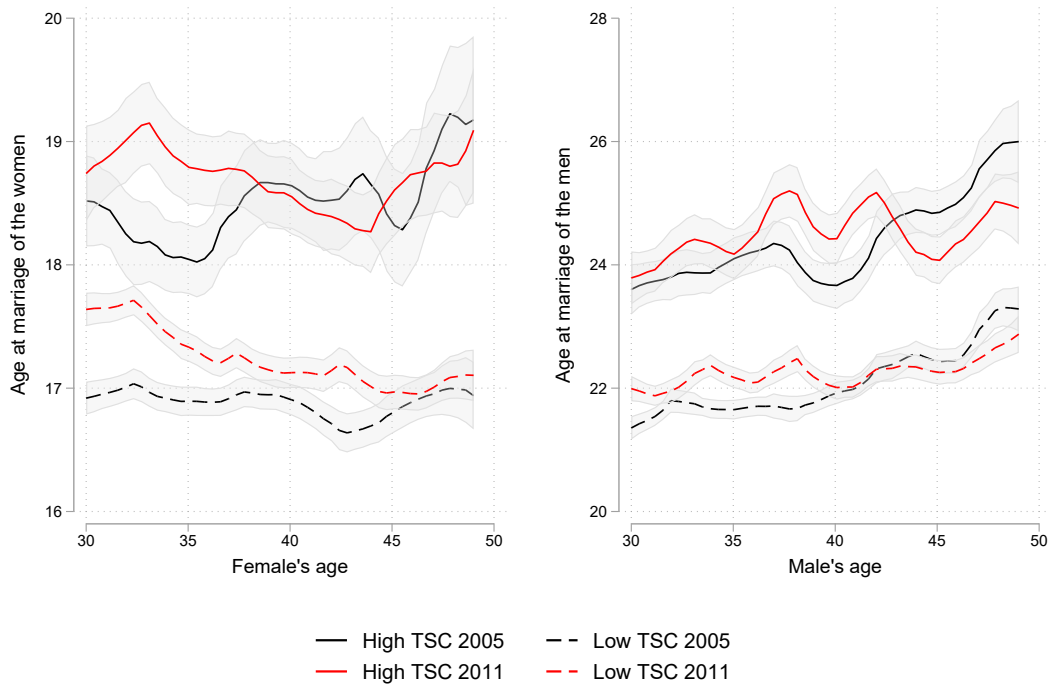 Age at marriage of the women
20
19
18
17
16
30 35 40 45 50
Female's age
Age at marriage of the men
28
26
24
22
20
30 35 40 45 50
Male's age
High TSC 2005 Low TSC 2005
High TSC 2011 Low TSC 2011